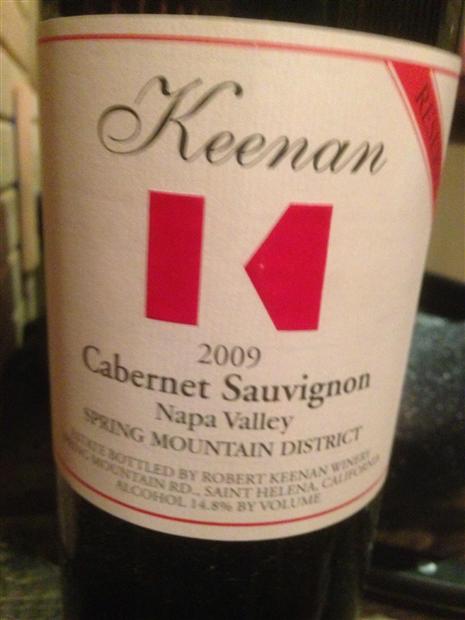 Keenan
K
2009
Cabernet Sauvignon
Napa Valley
SPRING MOUNTAIN DISTRICT
ESTATE BOTTLED BY ROBERT KEENAN WINERY
SPRING MOUNTAIN RD., SAINT HELENA, CALIFORNIA
ALCOHOL 14.8% BY VOLUME